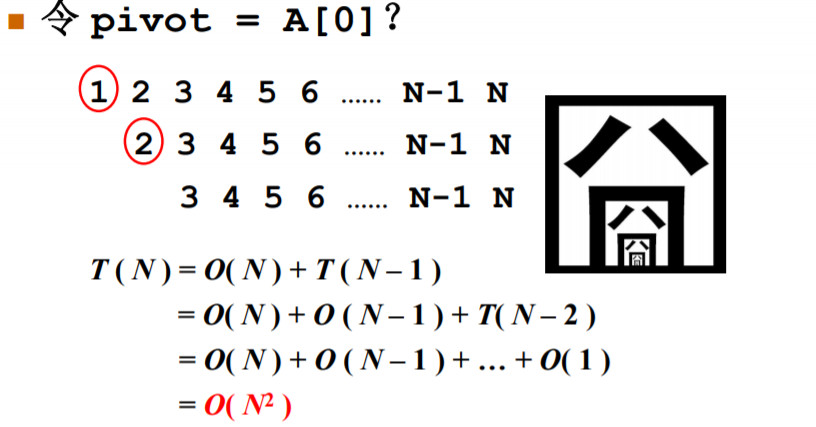 令 pivot = A[0]?
1 2 3 4 5 6 …… N-1 N
2 3 4 5 6 …… N-1 N
3 4 5 6 …… N-1 N
T ( N ) = O( N ) + T ( N – 1 )
= O( N ) + O ( N – 1 ) + T( N – 2 )
= O( N ) + O ( N – 1 ) + … + O( 1 )
= O( N² )